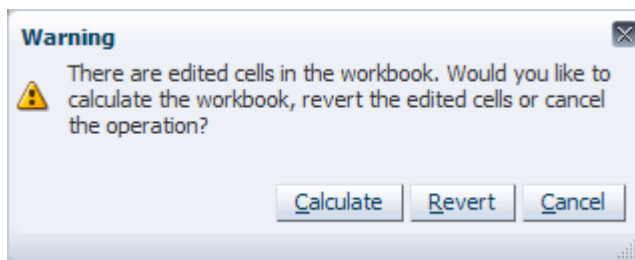 Warning
There are edited cells in the workbook. Would you like to
calculate the workbook, revert the edited cells or cancel
the operation?
Calculate Revert Cancel